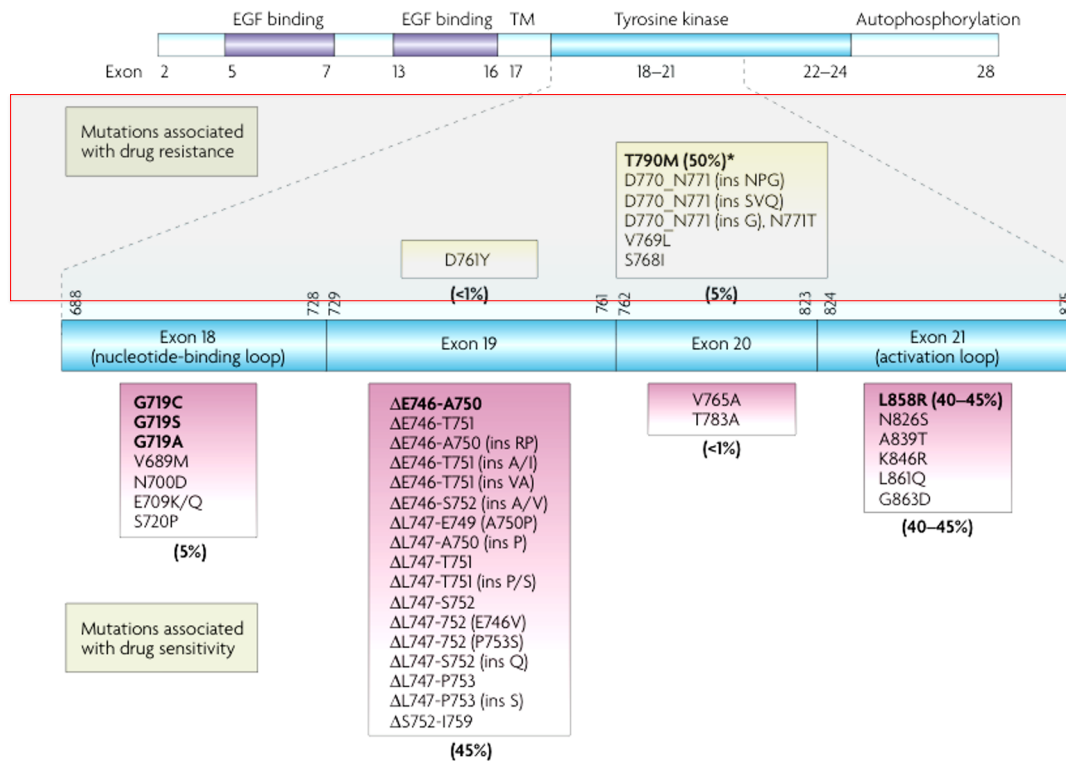 EGF binding EGF binding TM Tyrosine kinase Autophosphorylation
Exon 2 5 7 13 16 17 18–21 22–24 28
Mutations associated
with drug resistance
T790M (50%)*
D770_N771 (ins NPG)
D770_N771 (ins SVQ)
D770_N771 (ins G), N771T
V769L
S768I
(5%)
D761Y
(<1%)
688 728 729 761 762 823 824
Exon 18
(nucleotide-binding loop)
Exon 19
Exon 20
Exon 21
(activation loop)
G719C
G719S
G719A
V689M
N700D
E709K/Q
S720P
(5%)
ΔE746-A750
ΔE746-T751
ΔE746-A750 (ins RP)
ΔE746-T751 (ins A/I)
ΔE746-T751 (ins VA)
ΔE746-S752 (ins A/V)
ΔL747-E749 (A750P)
ΔL747-A750 (ins P)
ΔL747-T751
ΔL747-T751 (ins P/S)
ΔL747-S752
ΔL747-752 (E746V)
ΔL747-752 (P753S)
ΔL747-S752 (ins Q)
ΔL747-P753
ΔL747-P753 (ins S)
ΔS752-I759
(45%)
V765A
T783A
(<1%)
L858R (40–45%)
N826S
A839T
K846R
L861Q
G863D
(40–45%)
Mutations associated
with drug sensitivity